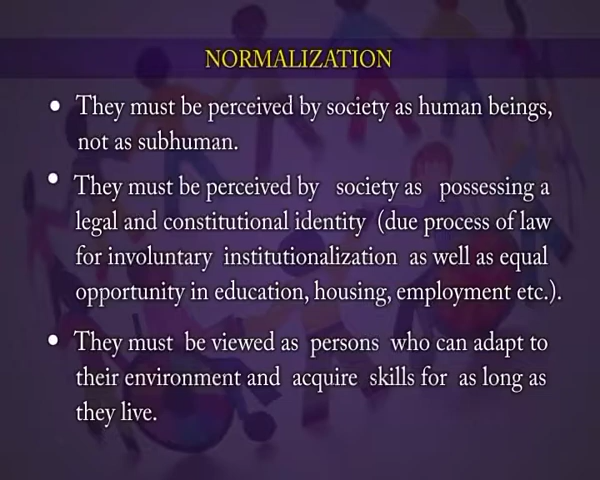 NORMALIZATION
• They must be perceived by society as human beings,
not as subhuman.
• They must be perceived by society as possessing a
legal and constitutional identity (due process of law
for involuntary institutionalization as well as equal
opportunity in education, housing, employment etc.).
• They must be viewed as persons who can adapt to
their environment and acquire skills for as long as
they live.